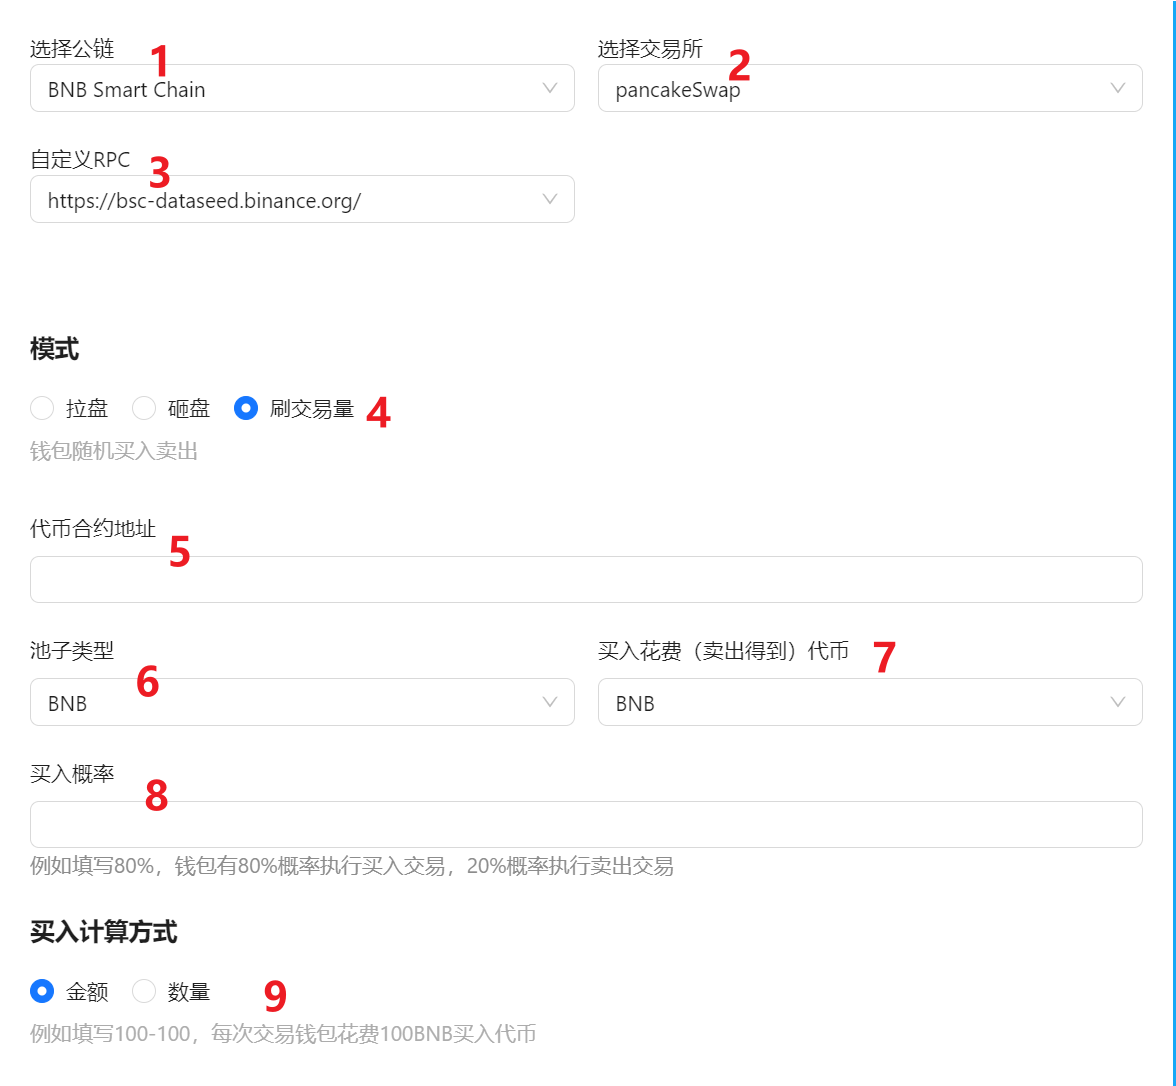 选择公链 1
选择交易所 2
BNB Smart Chain
pancakeSwap
自定义RPC 3
https://bsc-dataseed.binance.org/
模式
拉盘 砸盘 刷交易量 4
钱包随机买入卖出
代币合约地址 5
池子类型 6
买入花费（卖出得到）代币 7
BNB
BNB
买入概率 8
例如填写80%，钱包有80%概率执行买入交易，20%概率执行卖出交易
买入计算方式
金额 数量 9
例如填写100-100，每次交易钱包花费100BNB买入代币